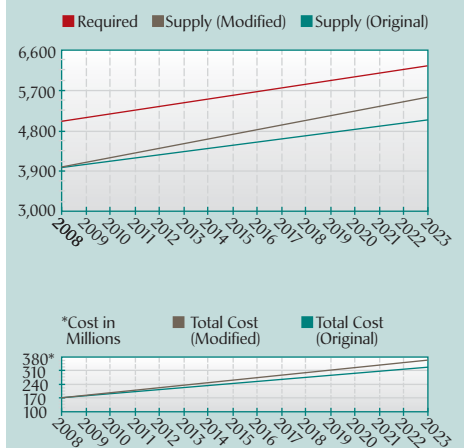 Required Supply (Modified) Supply (Original)
6,600
5,700
4,800
3,900
3,000
2008 2009 2010 2011 2012 2013 2014 2015 2016 2017 2018 2019 2020 2021 2022 2023
*Cost in Millions
Total Cost (Modified)
Total Cost (Original)
380*
310
240
170
100
2008 2009 2010 2011 2012 2013 2014 2015 2016 2017 2018 2019 2020 2021 2022 2023